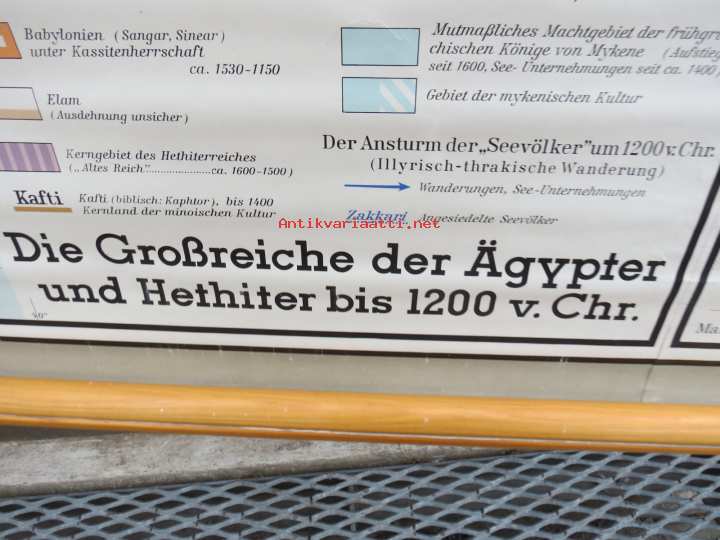 Babylonien (Sangar, Sinear)
unter Kassitenherrschaft
ca. 1530-1150
Elam
(Ausdehnung unsicher)
Kerngebiet des Hethiterreiches
(„Altes Reich"....................ca. 1600-1500)
Kafti Kafti (biblisch: Kaphtor), bis 1400
Kernland der minoischen Kultur
Mutmaßliches Machtgebiet der frühgrie
chischen Könige von Mykene (Aufstieg
seit 1600, See- Unternehmungen seit ca. 1400)
Gebiet der mykenischen Kultur
Der Ansturm der „Seevölker" um 1200 v. Chr.
(Illyrisch-thrakische Wanderung)
Wanderungen, See-Unternehmungen
Zakkari Angesiedelte Seevölker
Antikvariaatti.net
Die Großreiche der Ägypter
und Hethiter bis 1200 v. Chr.